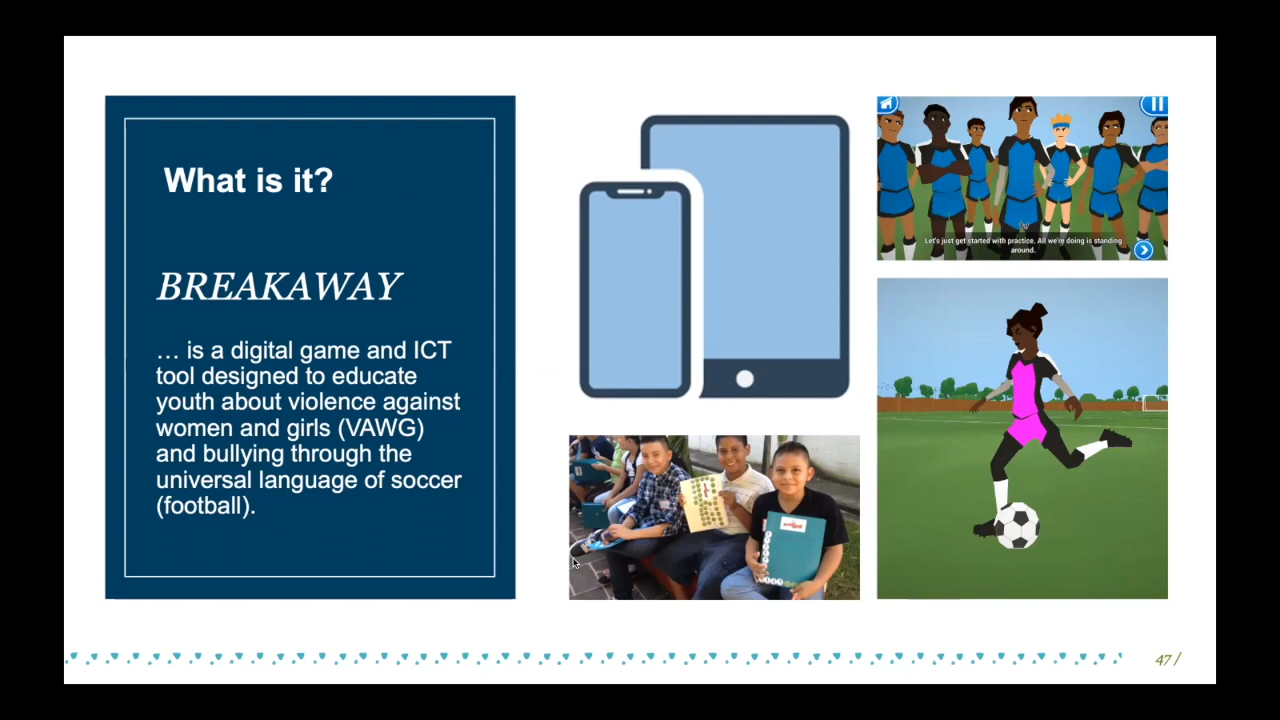 What is it?
BREAKAWAY
… is a digital game and ICT
tool designed to educate
youth about violence against
women and girls (VAWG)
and bullying through the
universal language of soccer
(football).
Let's just get started with practice. All we're doing is standing
around.
47 /